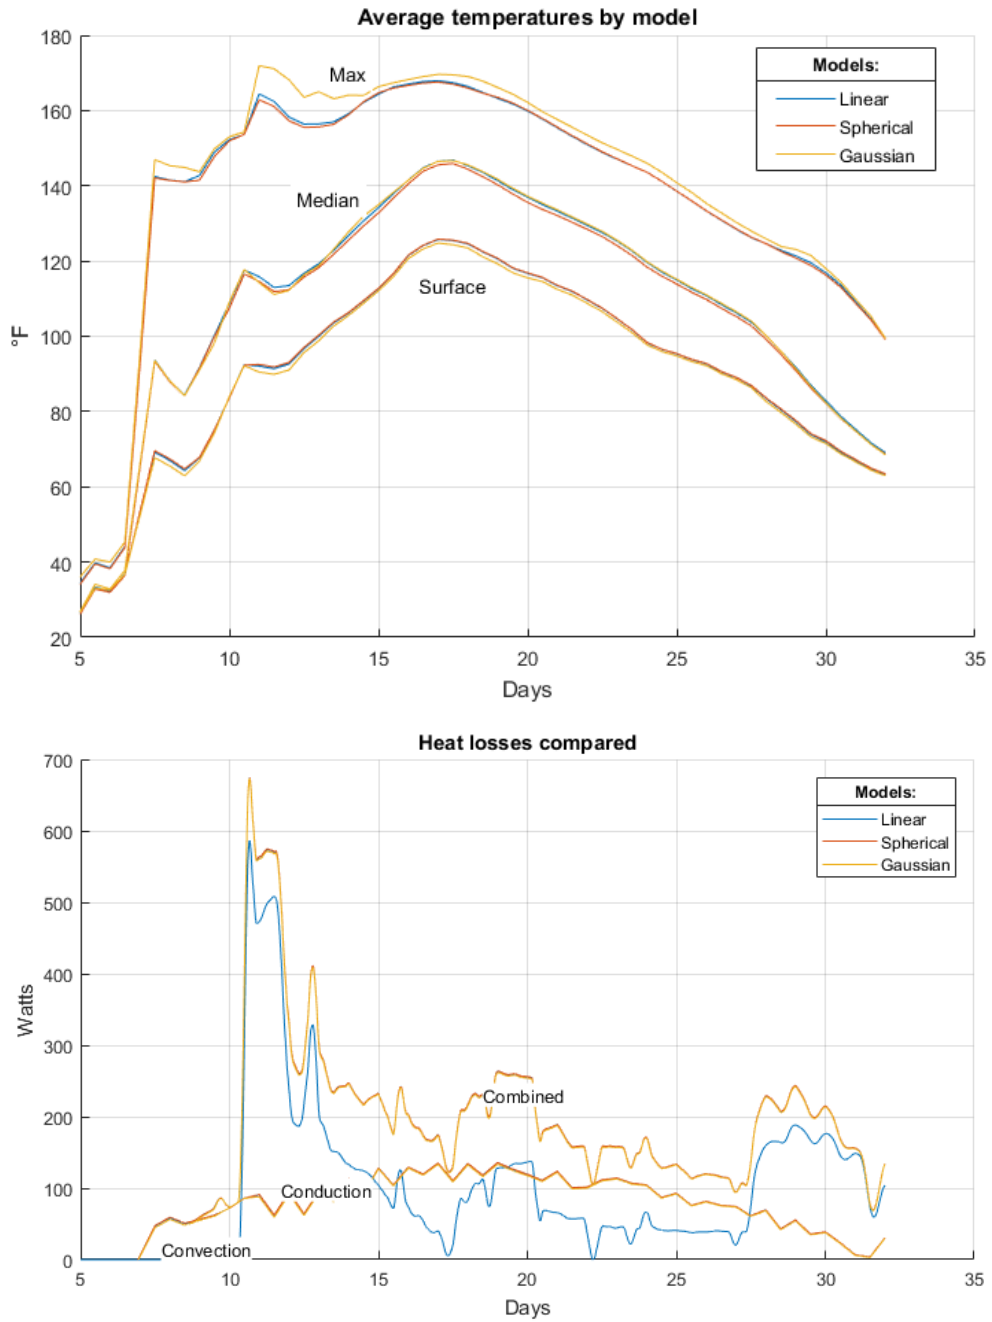 Average temperatures by model
180
160
140
120
100
80
60
40
20
°F
Max
Median
Surface
Models:
Linear
Spherical
Gaussian
5 10 15 20 25 30 35
Days
Heat losses compared
700
600
500
400
300
200
100
0
Watts
Models:
Linear
Spherical
Gaussian
Combined
Conduction
Convection
5 10 15 20 25 30 35
Days